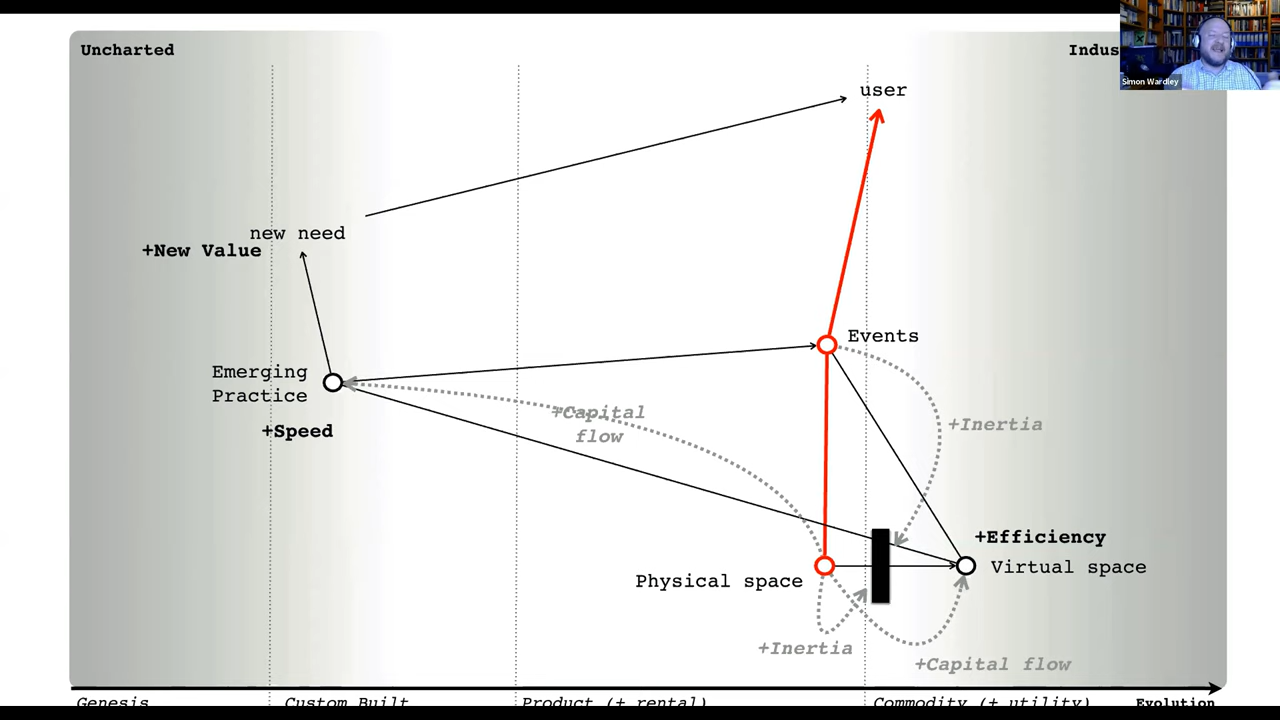 Uncharted
Indus
Simon Wardley
user
new need
+New Value
Events
Emerging
Practice
+Capital
flow
+Inertia
+Speed
+Efficiency
Virtual space
Physical space
+Inertia
+Capital flow
Genesis
Custom Built
Product (+ rental)
Commodity (+ utility)
Evolution